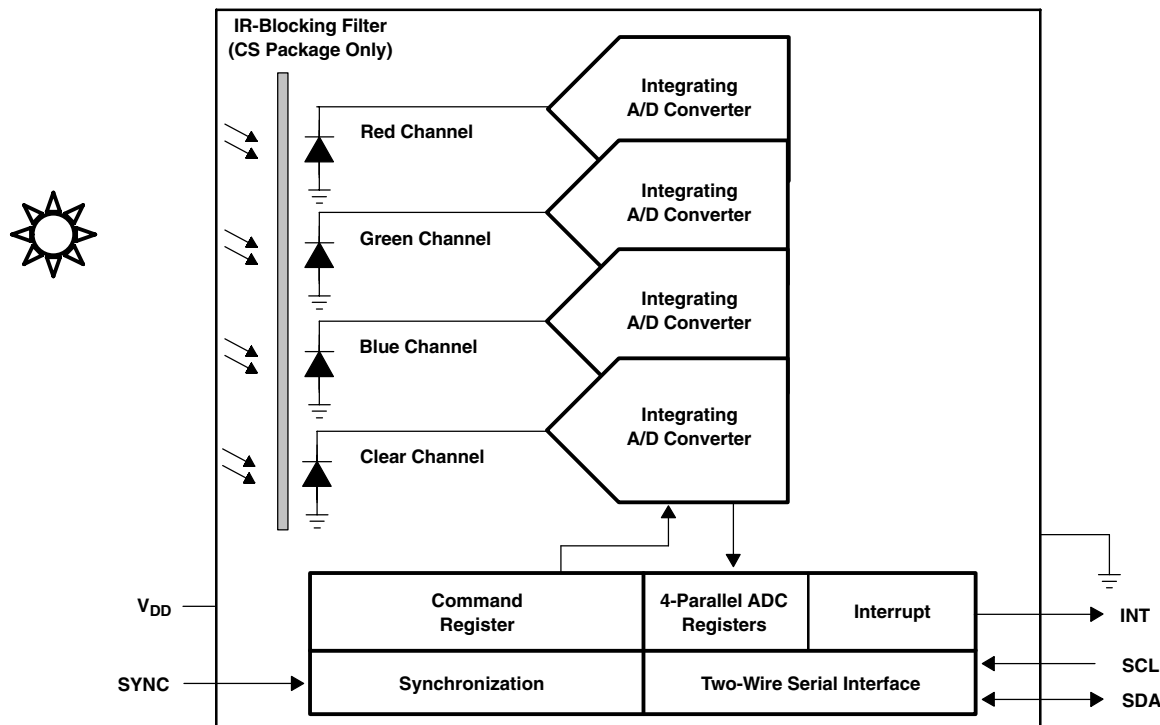 IR-Blocking Filter
(CS Package Only)
Integrating
A/D Converter
Red Channel
Integrating
A/D Converter
Green Channel
Integrating
A/D Converter
Blue Channel
Integrating
A/D Converter
Clear Channel
VDD
Command
Register
4-Parallel ADC
Registers
Interrupt
INT
SYNC
Synchronization
Two-Wire Serial Interface
SCL
SDA